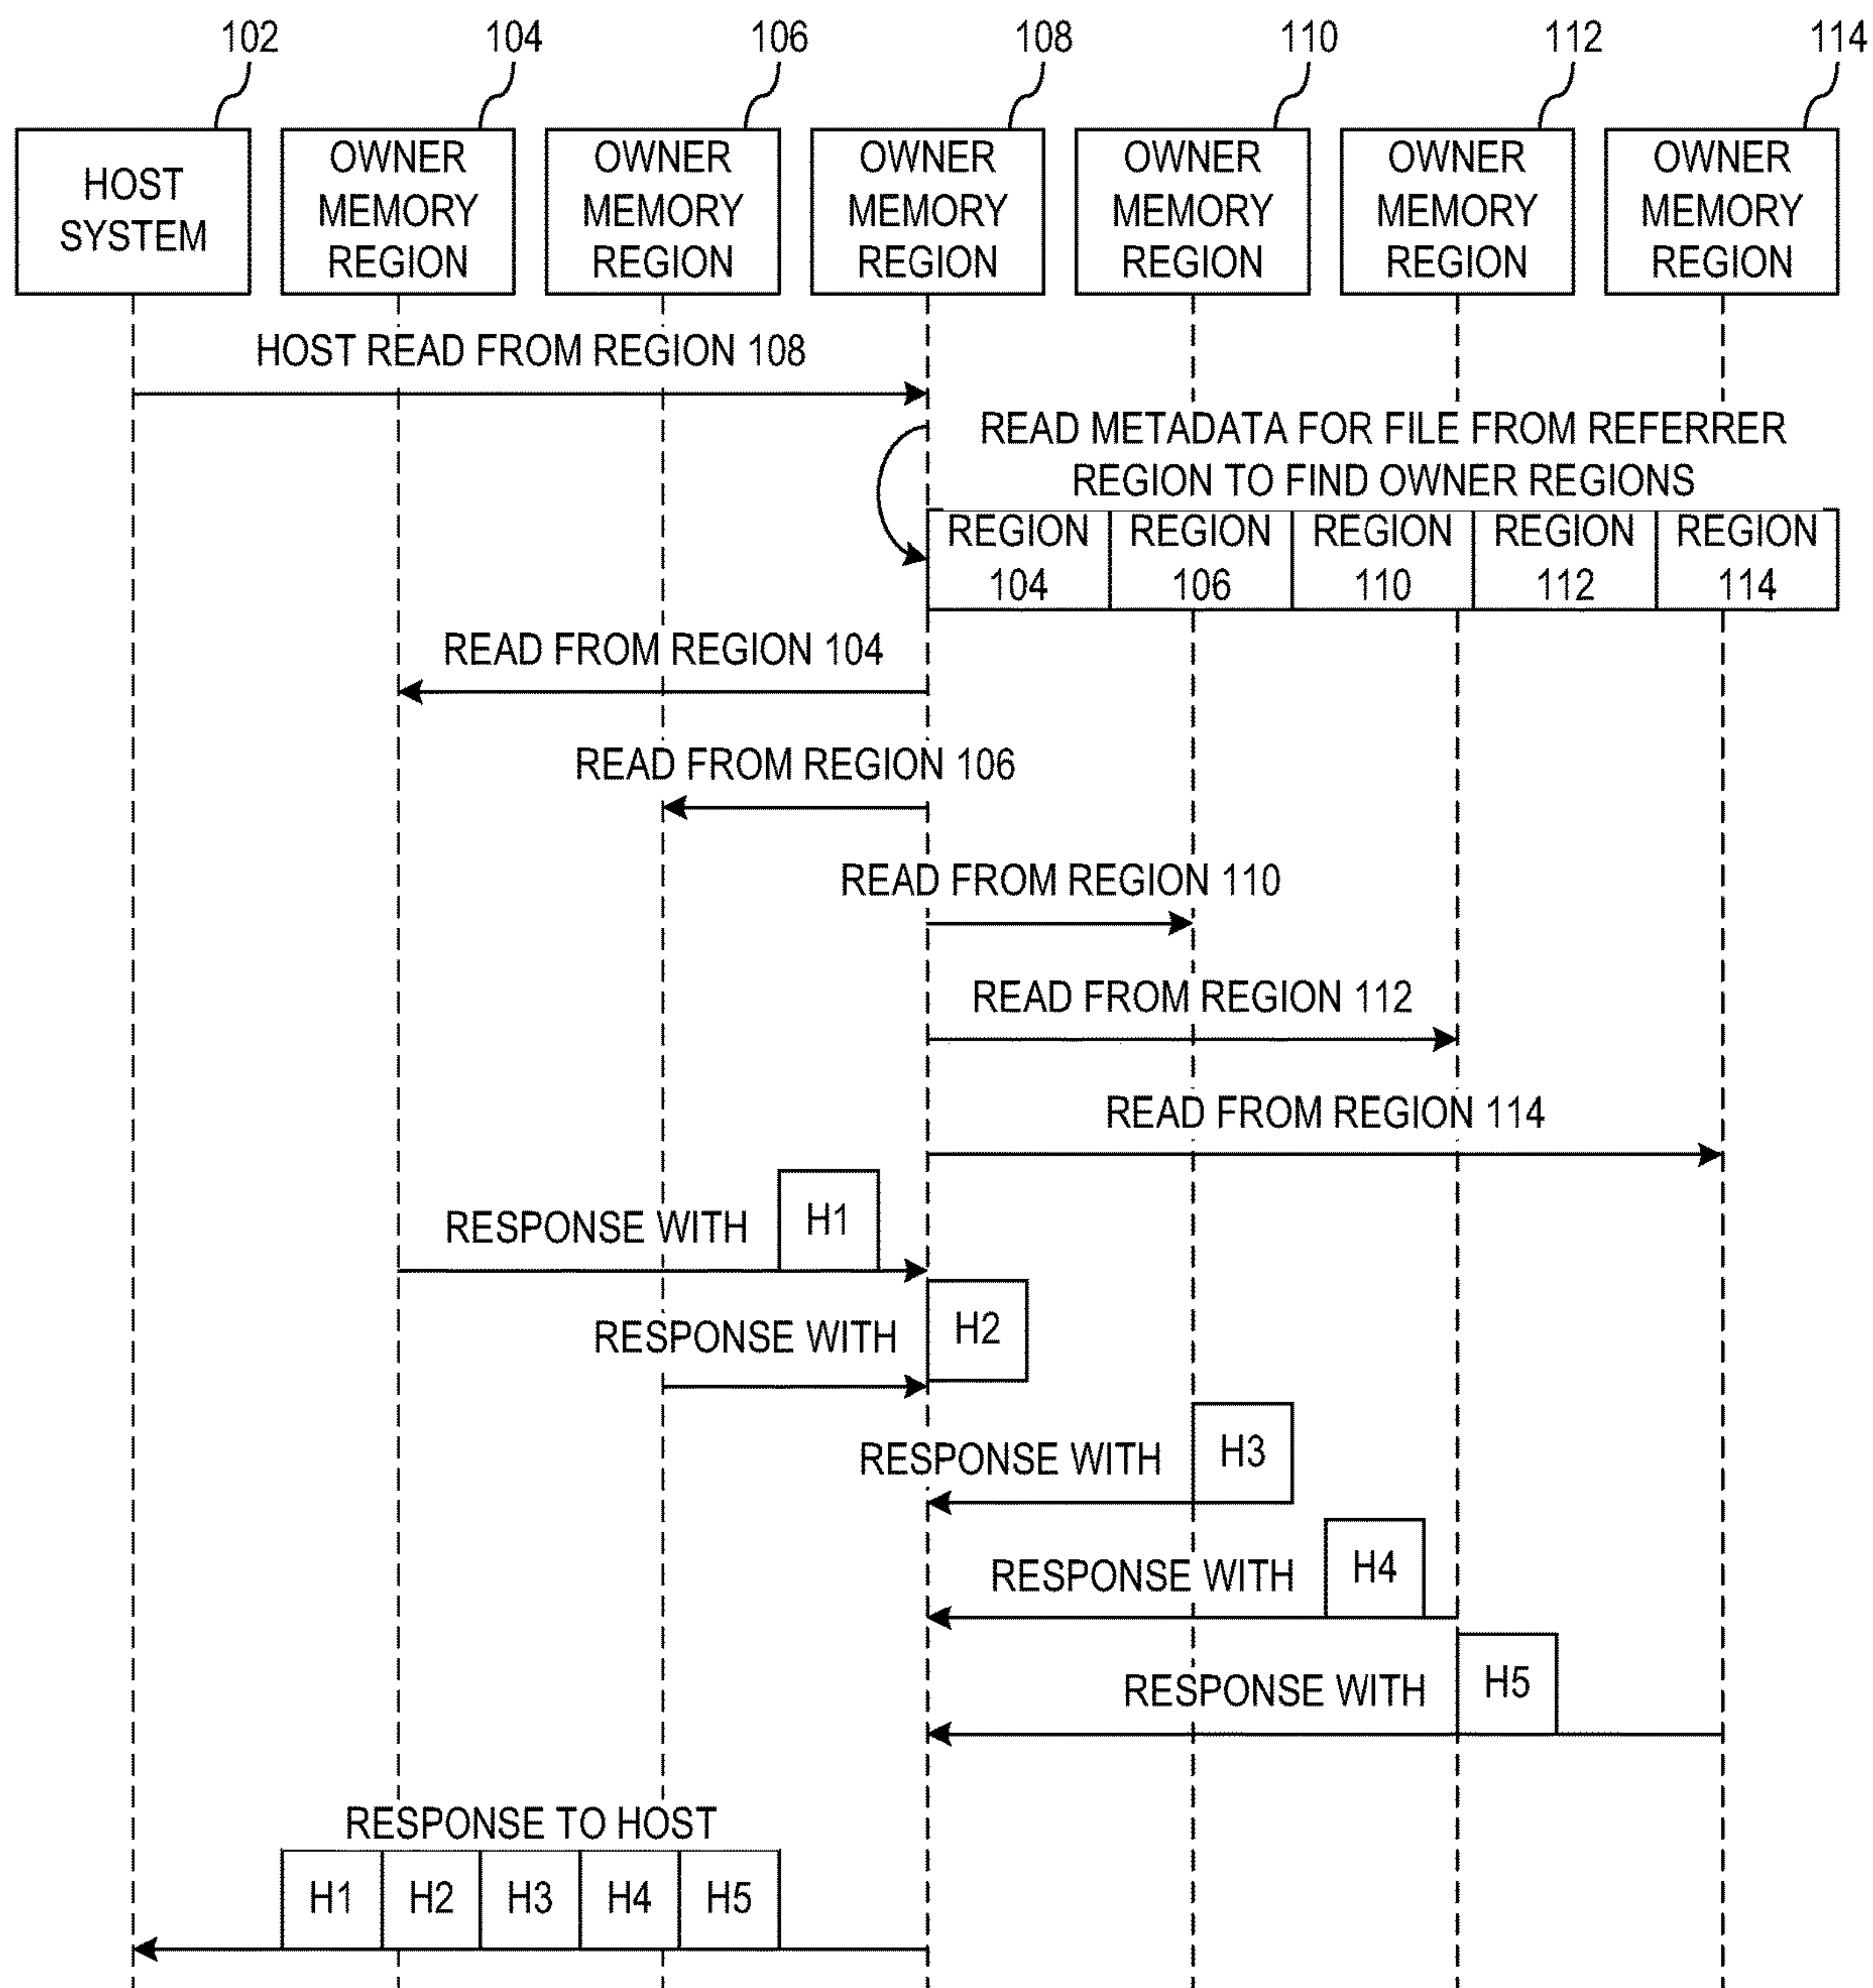 102
104
106
108
110
112
114
HOST
SYSTEM
OWNER
MEMORY
REGION
OWNER
MEMORY
REGION
OWNER
MEMORY
REGION
OWNER
MEMORY
REGION
OWNER
MEMORY
REGION
OWNER
MEMORY
REGION
HOST READ FROM REGION 108
READ METADATA FOR FILE FROM REFERRER
REGION TO FIND OWNER REGIONS
REGION
104
REGION
106
REGION
110
REGION
112
REGION
114
READ FROM REGION 104
READ FROM REGION 106
READ FROM REGION 110
READ FROM REGION 112
READ FROM REGION 114
RESPONSE WITH H1
RESPONSE WITH H2
RESPONSE WITH H3
RESPONSE WITH H4
RESPONSE WITH H5
RESPONSE TO HOST
H1 H2 H3 H4 H5